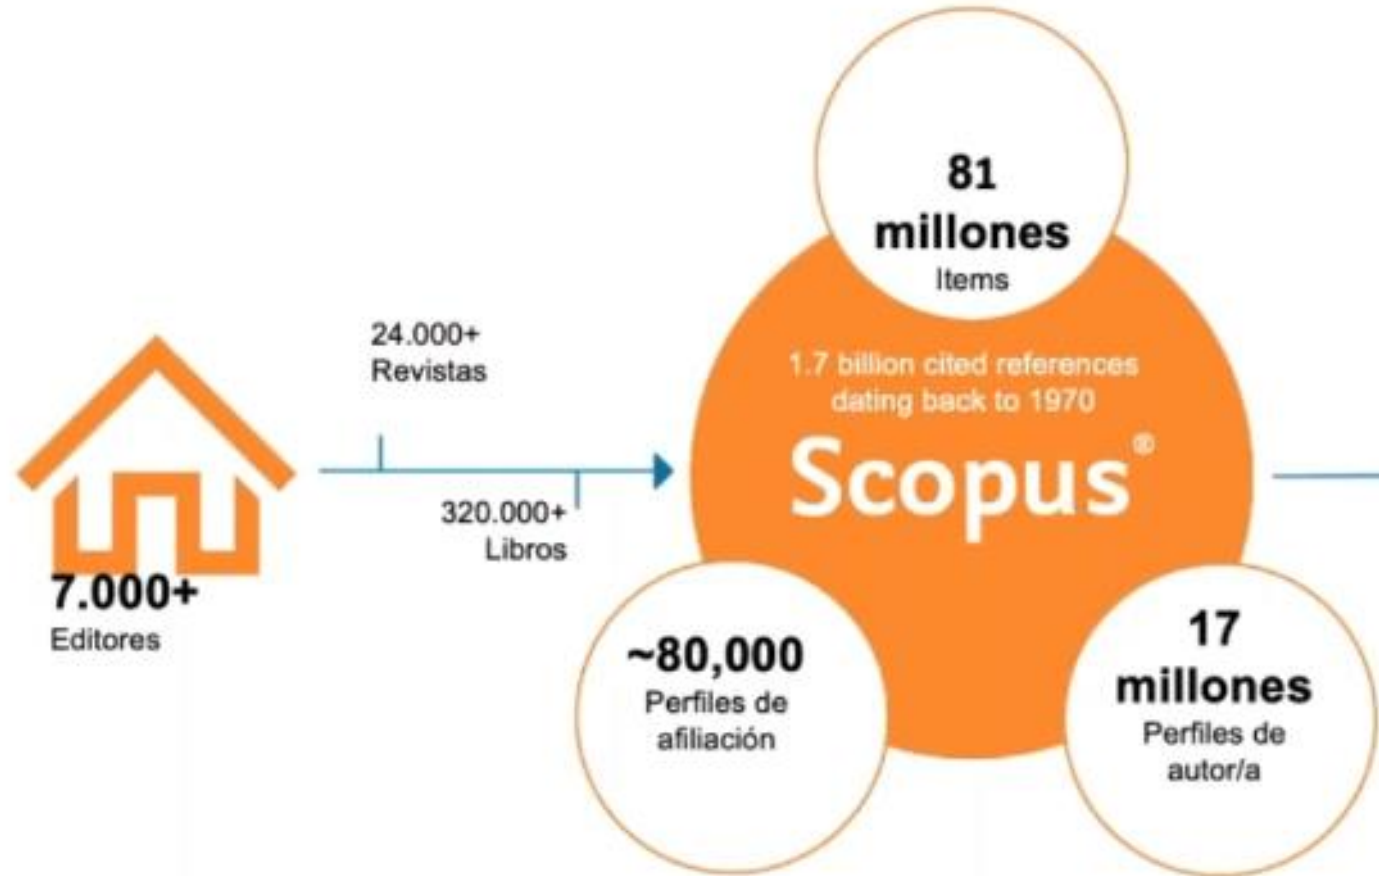 81
millones
Items
24.000+
Revistas
1.7 billion cited references
dating back to 1970
Scopus®
320.000+
Libros
7.000+
Editores
~80,000
Perfiles de
afiliación
17
millones
Perfiles de
autor/a